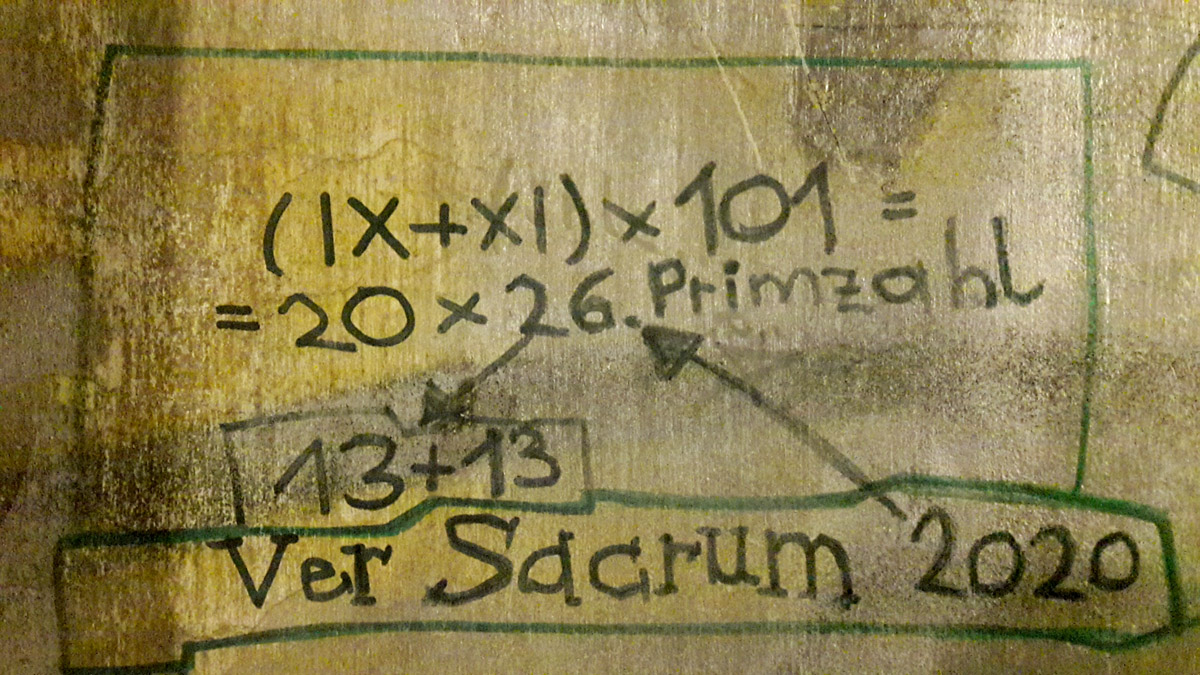 (IX+XI)×101=
=20×26.Primzahl
13+13
Ver Sacrum 2020